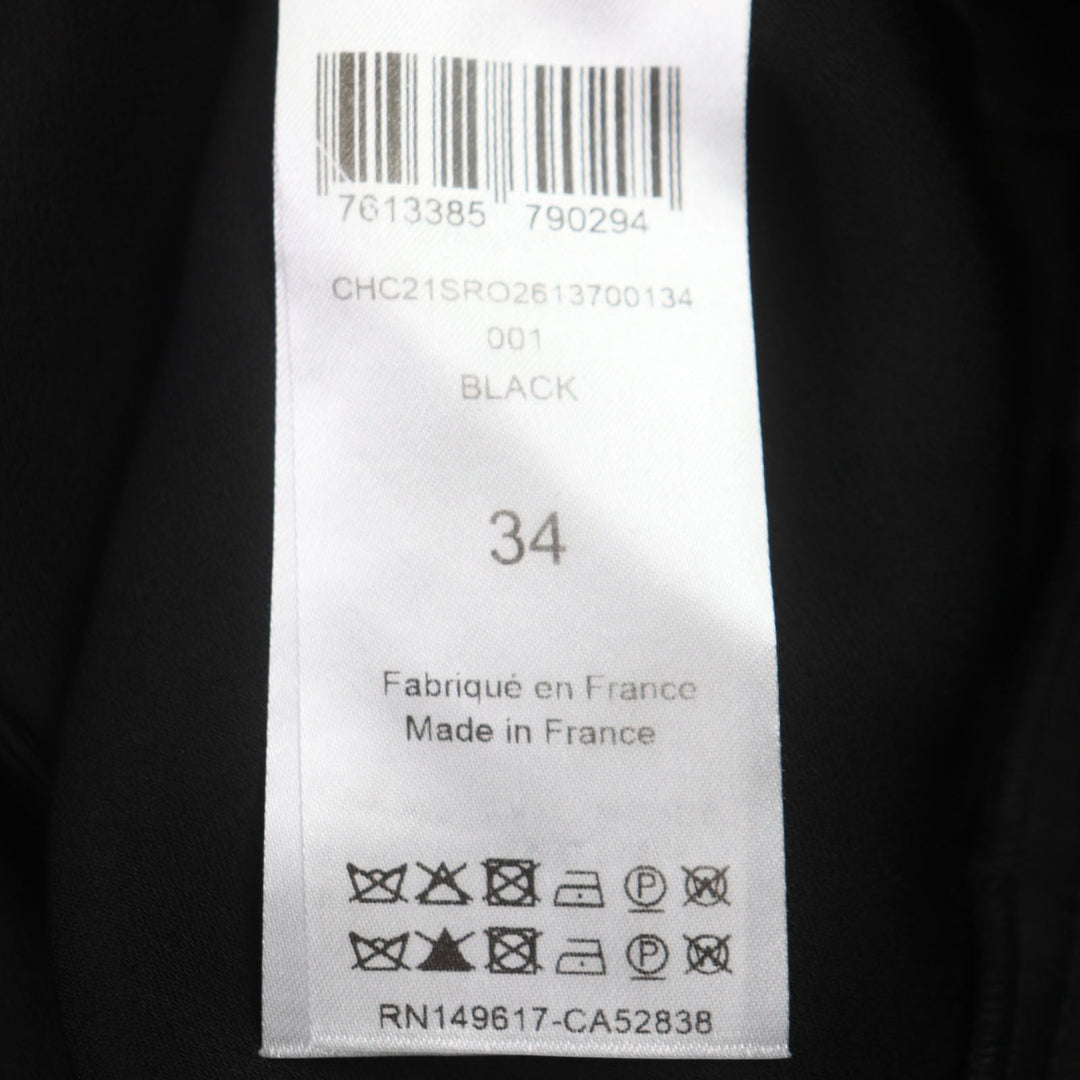 7613385 790294
CHC21SRO2613700134
001
BLACK
34
Fabriqué en France
Made in France
P
P
RN149617-CA52838